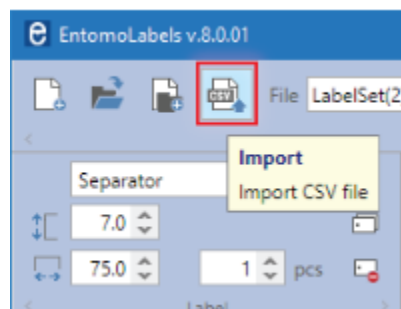 EntomoLabels v.8.0.01
CSV
File LabelSet(2
Import
Import CSV file
Separator
7.0
75.0 1 pcs
Label